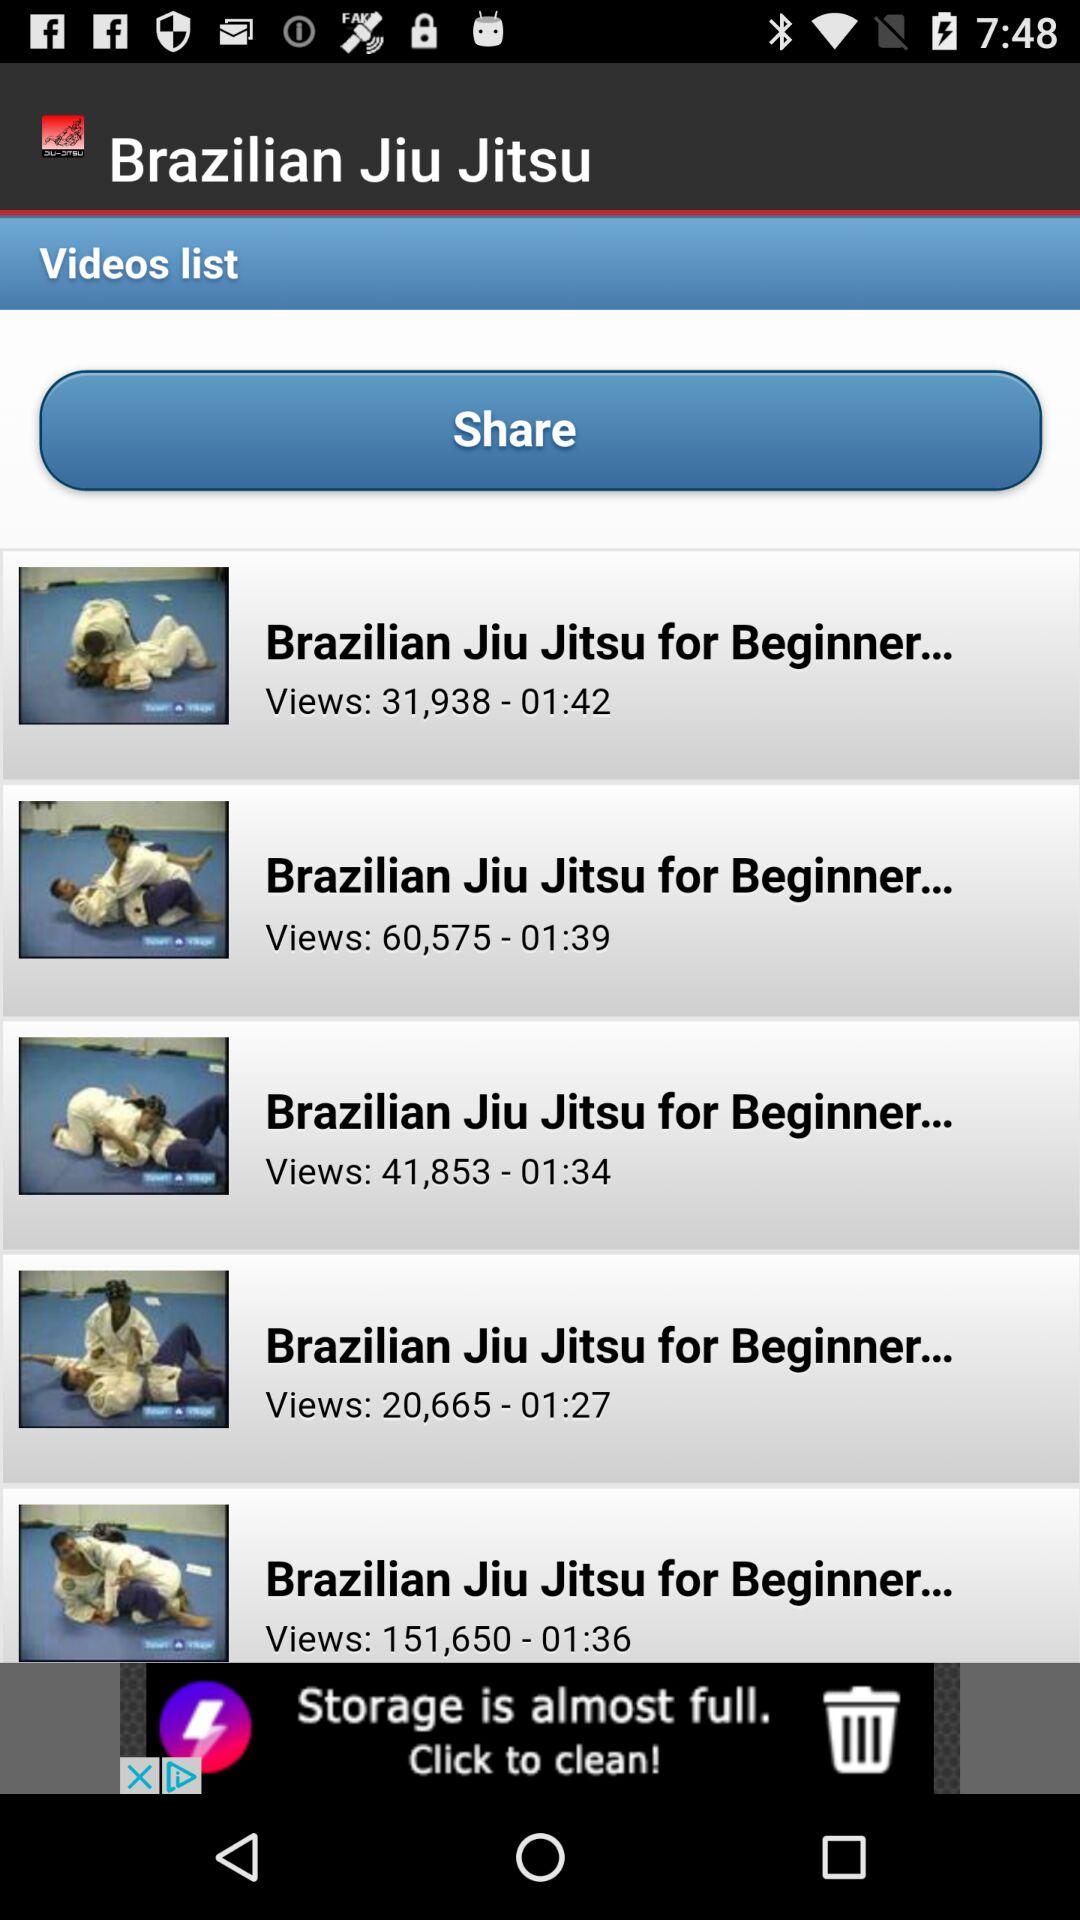 FAKE
7:48
JIU-JITSU
Brazilian Jiu Jitsu
Videos list
Share
Brazilian Jiu Jitsu for Beginner...
Views: 31,938 - 01:42
Brazilian Jiu Jitsu for Beginner...
Views: 60,575 - 01:39
Brazilian Jiu Jitsu for Beginner...
Views: 41,853 - 01:34
Brazilian Jiu Jitsu for Beginner...
Views: 20,665 - 01:27
Brazilian Jiu Jitsu for Beginner...
Views: 151,650 - 01:36
Storage is almost full.
Click to clean!